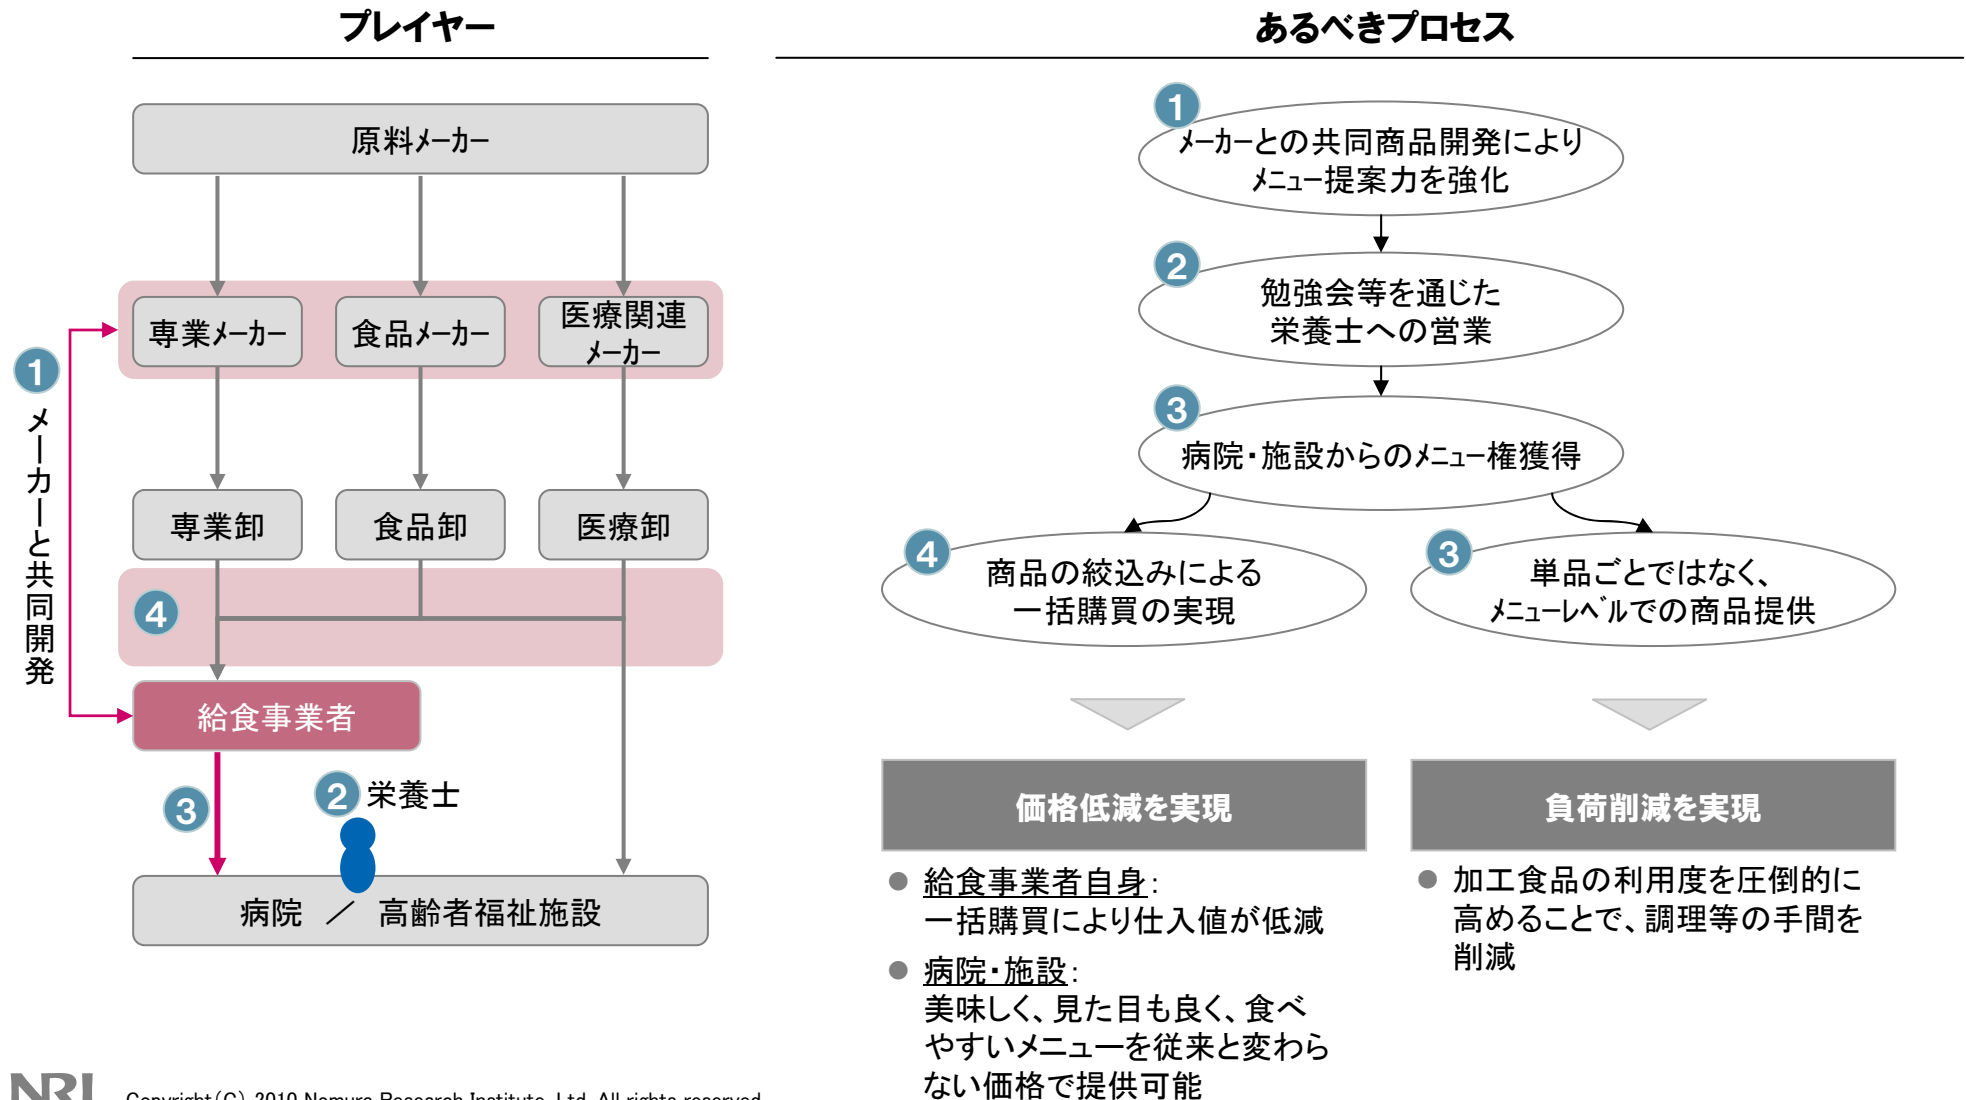 プレイヤー
原料メーカー
専業メーカー
食品メーカー
医療関連
メーカー
1
メーカーと共同開発
専業卸
食品卸
医療卸
4
給食事業者
3
2 栄養士
病院 ／ 高齢者福祉施設
あるべきプロセス
1
メーカーとの共同商品開発により
メニュー提案力を強化
2
勉強会等を通じた
栄養士への営業
3
病院・施設からのメニュー権獲得
4
商品の絞込みによる
一括購買の実現
3
単品ごとではなく、
メニューレベルでの商品提供
価格低減を実現
● 給食事業者自身：
一括購買により仕入値が低減
● 病院・施設：
美味しく、見た目も良く、食べ
やすいメニューを従来と変わら
ない価格で提供可能
負荷削減を実現
● 加工食品の利用度を圧倒的に
高めることで、調理等の手間を
削減
NRI
Copyright（C） 2010 Nomura Research Institute, Ltd. All rights reserved.